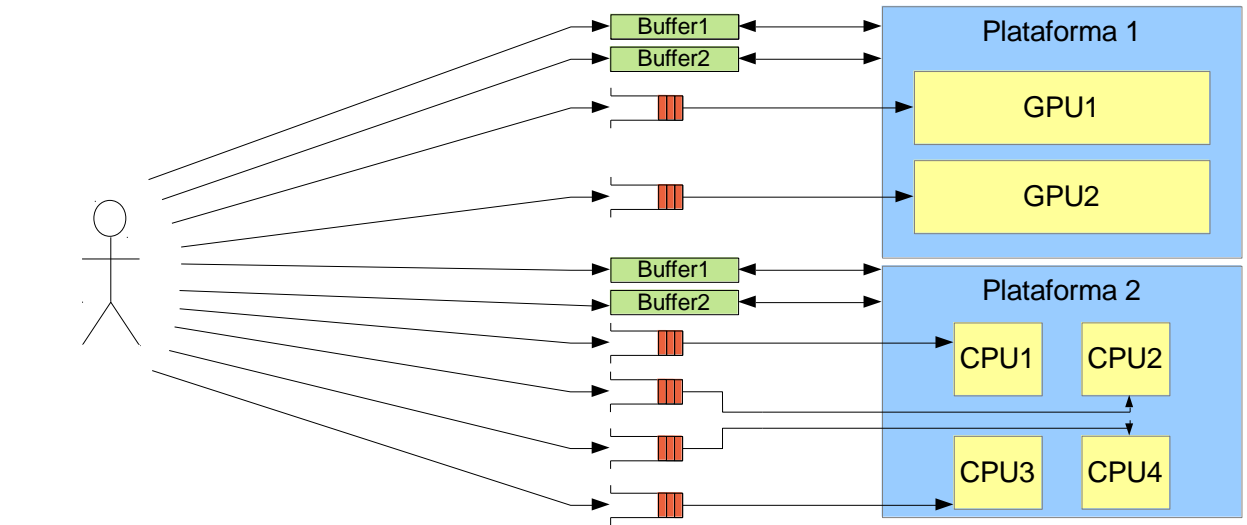 Buffer1
Plataforma 1
Buffer2
GPU1
GPU2
Buffer1
Plataforma 2
Buffer2
CPU1
CPU2
CPU3
CPU4